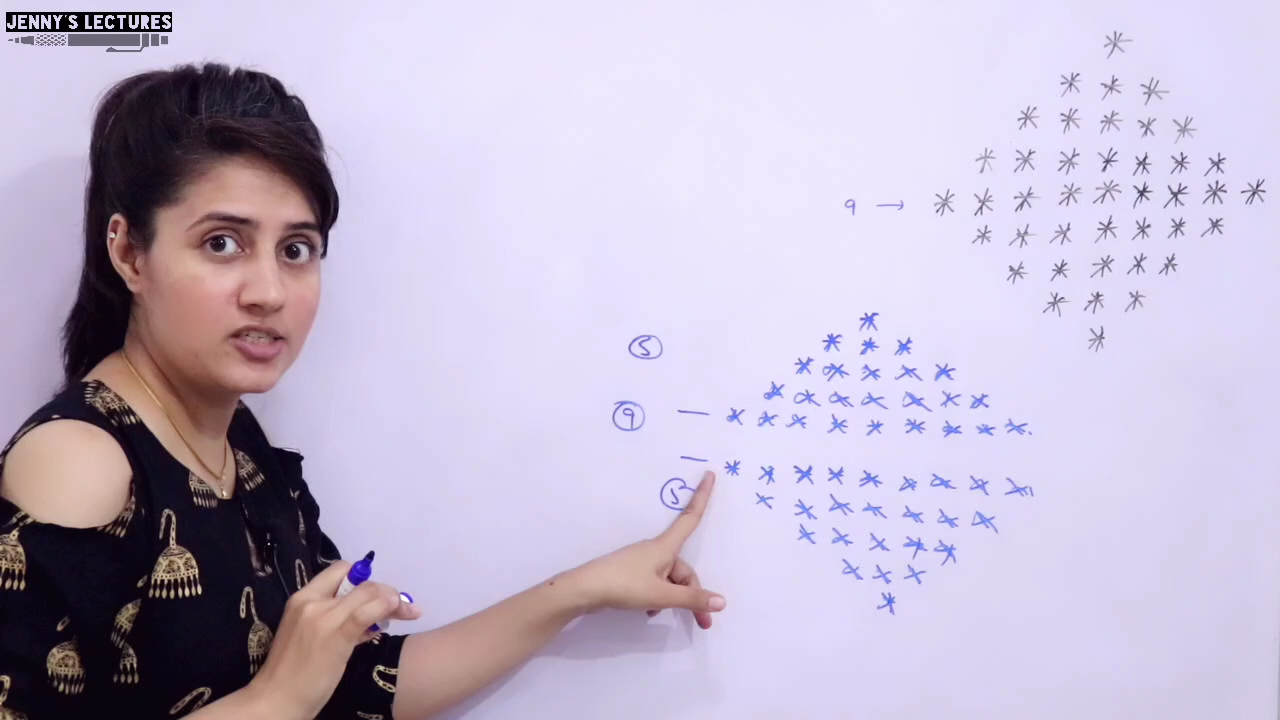 JENNY'S LECTURES
*
* * *
* * * * *
* * * * * * *
9 → * * * * * * * * *
* * * * * * *
* * * * *
* * *
*
*
5 * * *
* * * * *
* * * * * * *
9 — * * * * * * * * *
— * * * * * * * * *
5 * * * * * * *
* * * * *
* * *
*